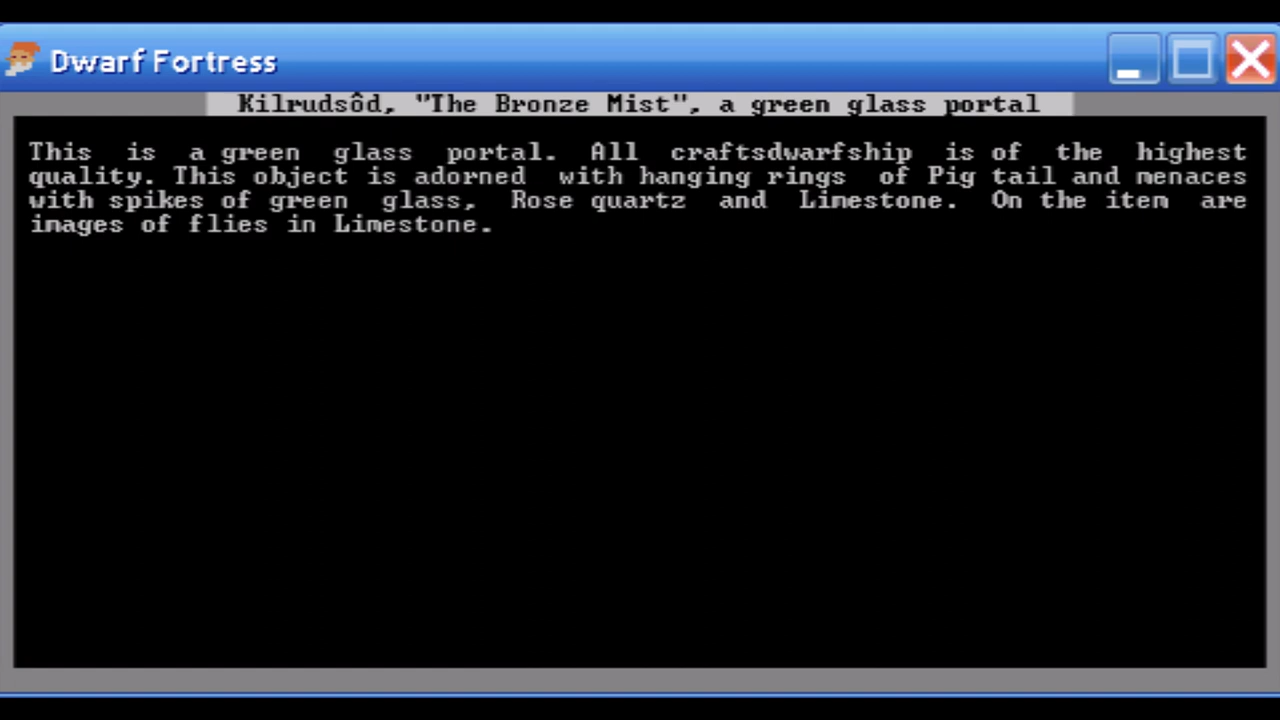 Dwarf Fortress
Kilrudsôd, "The Bronze Mist", a green glass portal
This is a green glass portal. All craftsdwarfship is of the highest
quality. This object is adorned with hanging rings of Pig tail and menaces
with spikes of green glass, Rose quartz and Limestone. On the item are
images of flies in Limestone.